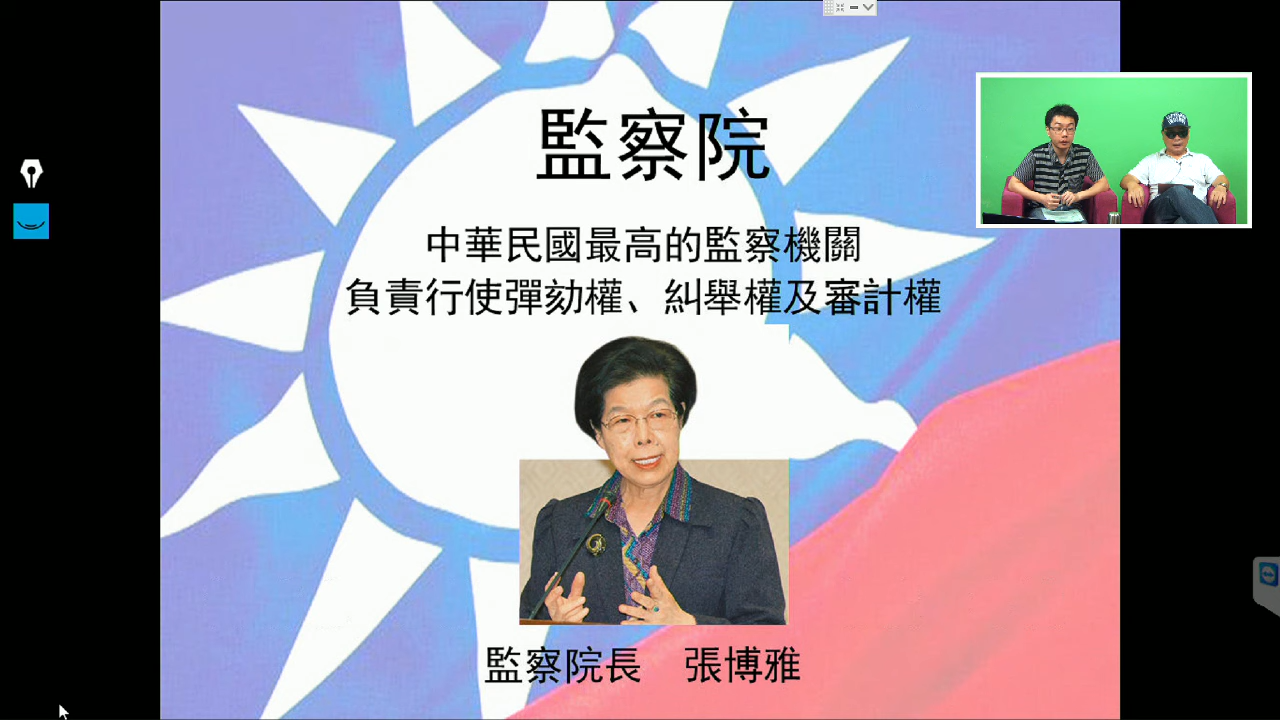 監察院
中華民國最高的監察機關
負責行使彈劾權、糾舉權及審計權
監察院長　張博雅